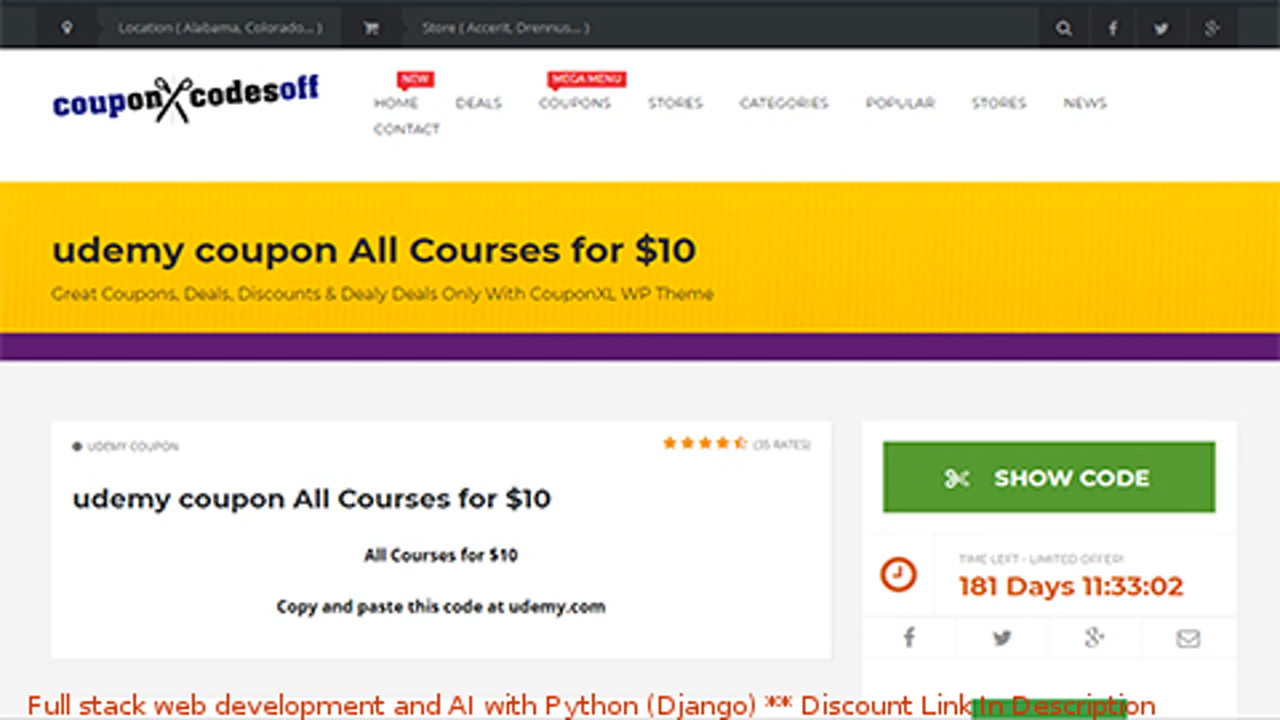 Location ( Alabama, Colorado... )
Store ( Accent, Drennus... )
couponXcodesoff
NEW
MEGA MENU
HOME DEALS COUPONS STORES CATEGORIES POPULAR STORES NEWS
CONTACT
udemy coupon All Courses for $10
Great Coupons, Deals, Discounts & Dealy Deals Only With CouponXL WP Theme
UDEMY COUPON
(35 RATES)
udemy coupon All Courses for $10
All Courses for $10
Copy and paste this code at udemy.com
SHOW CODE
TIME LEFT - LIMITED OFFER!
181 Days 11:33:02
Full stack web development and AI with Python (Django) ** Discount Link In Description